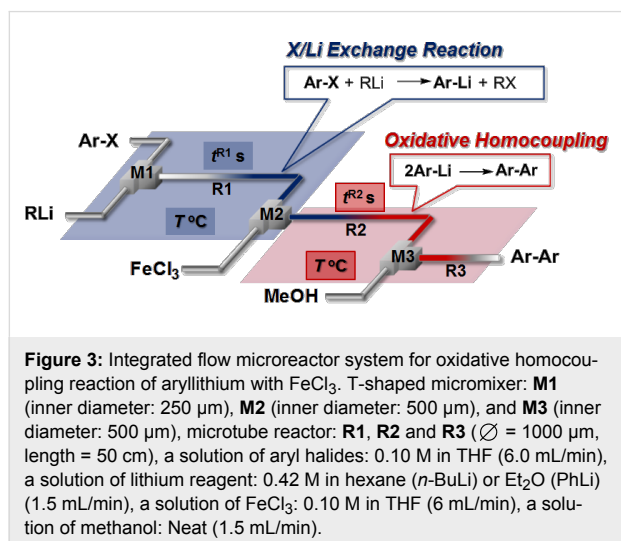 X/Li Exchange Reaction
Ar-X + RLi ⟶ Ar-Li + RX
Ar-X
tR1 s
Oxidative Homocoupling
M1
R1
2Ar-Li ⟶ Ar-Ar
RLi
T °C
M2
tR2 s
R2
FeCl3
T °C
M3
R3
Ar-Ar
MeOH
Figure 3: Integrated flow microreactor system for oxidative homocou-
pling reaction of aryllithium with FeCl3. T-shaped micromixer: M1
(inner diameter: 250 μm), M2 (inner diameter: 500 μm), and M3 (inner
diameter: 500 μm), microtube reactor: R1, R2 and R3 (∅ = 1000 μm,
length = 50 cm), a solution of aryl halides: 0.10 M in THF (6.0 mL/min),
a solution of lithium reagent: 0.42 M in hexane (n-BuLi) or Et2O (PhLi)
(1.5 mL/min), a solution of FeCl3: 0.10 M in THF (6 mL/min), a solu-
tion of methanol: Neat (1.5 mL/min).